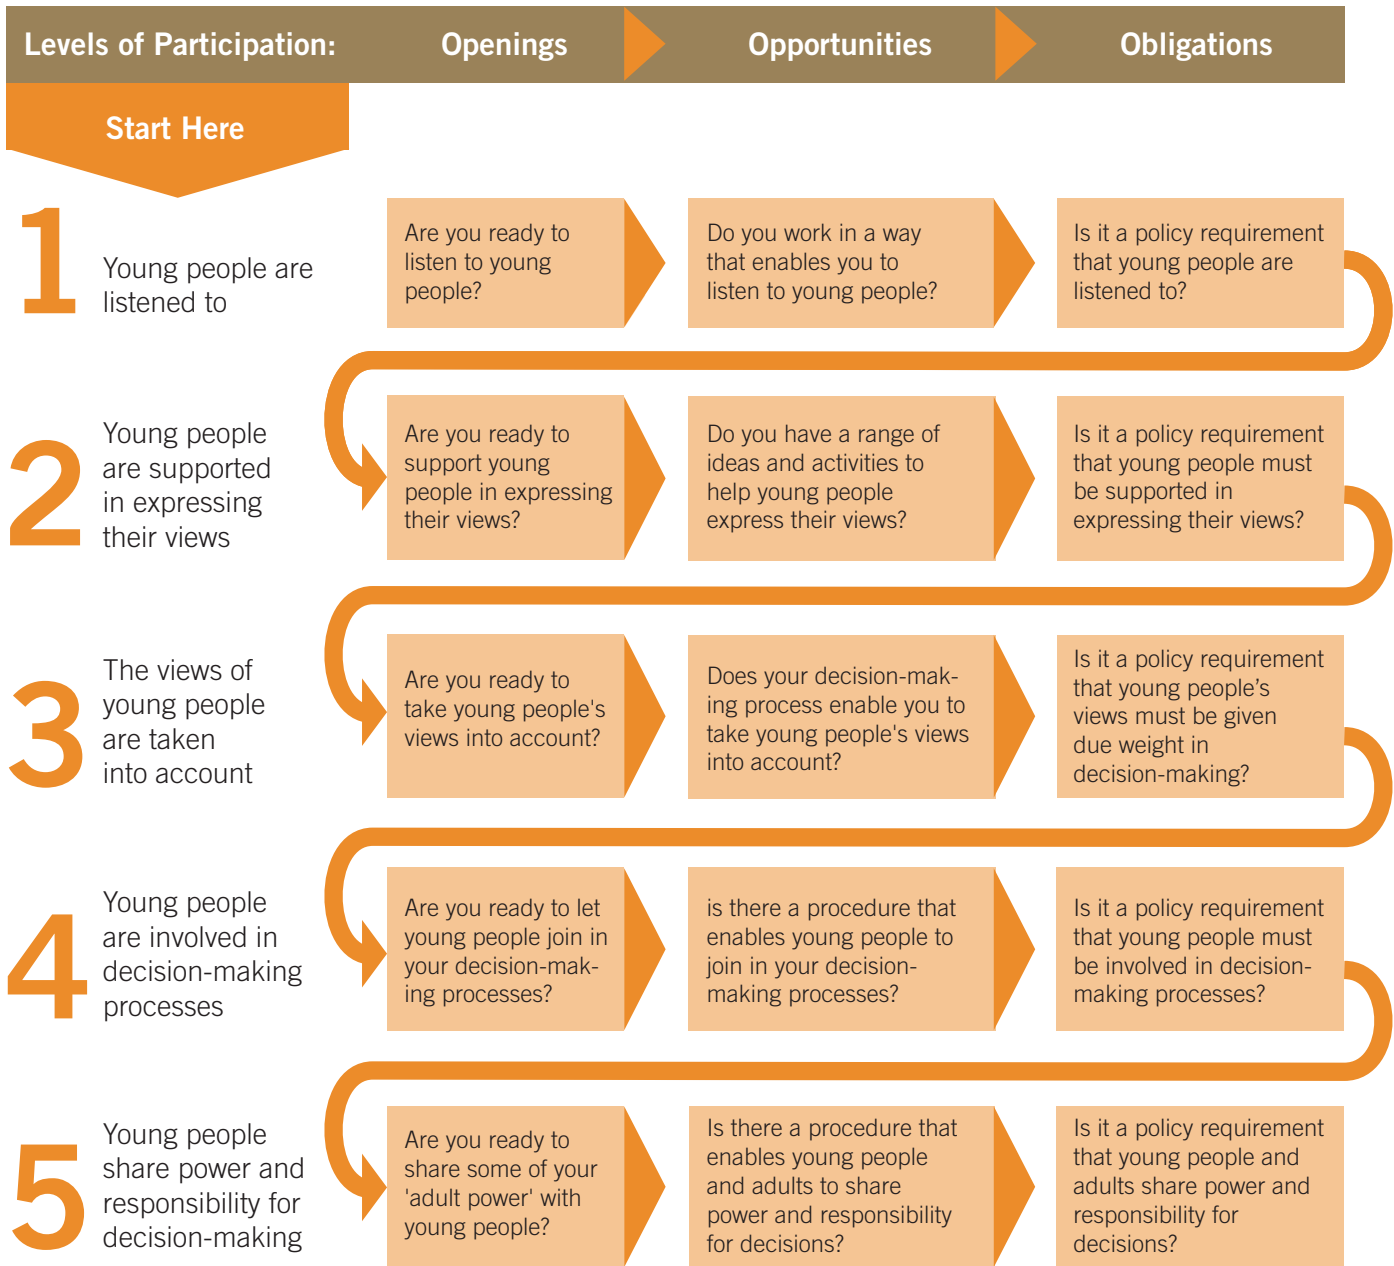 Levels of Participation:
Openings
Opportunities
Obligations
Start Here
1
Young people are
listened to
Are you ready to
listen to young
people?
Do you work in a way
that enables you to
listen to young people?
Is it a policy requirement
that young people are
listened to?
2
Young people
are supported
in expressing
their views
Are you ready to
support young
people in expressing
their views?
Do you have a range of
ideas and activities to
help young people
express their views?
Is it a policy requirement
that young people must
be supported in
expressing their views?
3
The views of
young people
are taken
into account
Are you ready to
take young people's
views into account?
Does your decision-mak-
ing process enable you to
take young people's views
into account?
Is it a policy requirement
that young people’s
views must be given
due weight in
decision-making?
4
Young people
are involved in
decision-making
processes
Are you ready to let
young people join in
your decision-mak-
ing processes?
is there a procedure that
enables young people to
join in your decision-
making processes?
Is it a policy requirement
that young people must
be involved in decision-
making processes?
5
Young people
share power and
responsibility for
decision-making
Are you ready to
share some of your
'adult power' with
young people?
Is there a procedure that
enables young people
and adults to share
power and responsibility
for decisions?
Is it a policy requirement
that young people and
adults share power and
responsibility for
decisions?